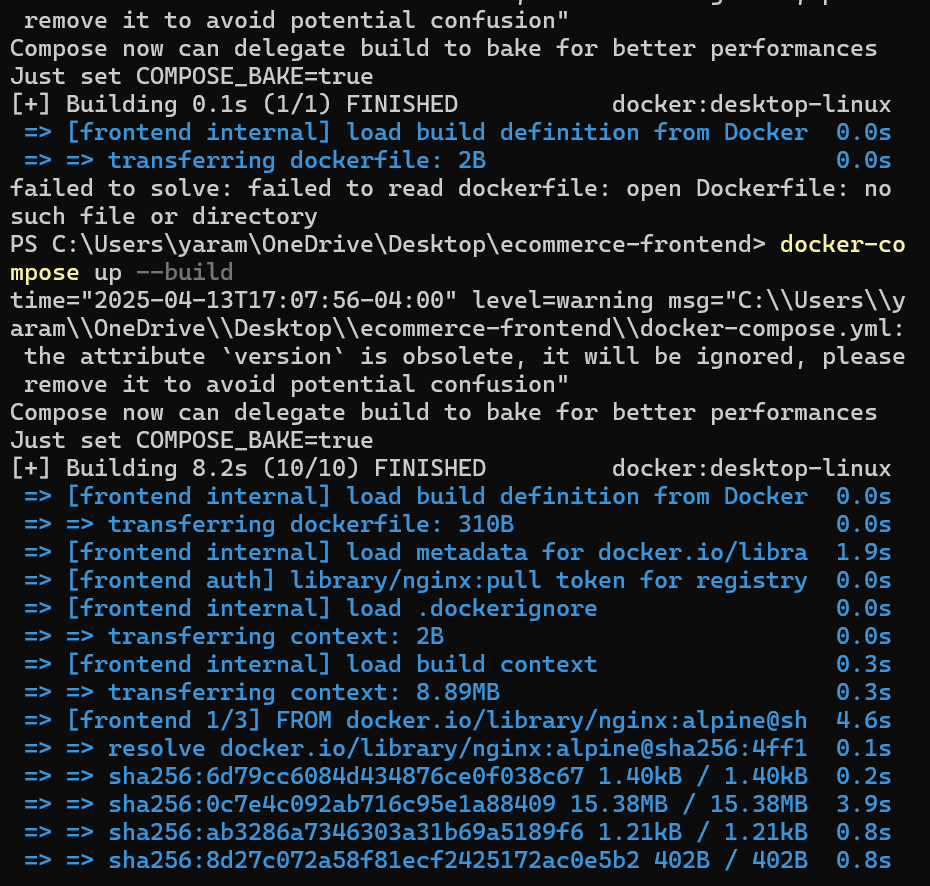 remove it to avoid potential confusion"
Compose now can delegate build to bake for better performances
Just set COMPOSE_BAKE=true
[+] Building 0.1s (1/1) FINISHED docker:desktop-linux
=> [frontend internal] load build definition from Docker 0.0s
=> => transferring dockerfile: 2B 0.0s
failed to solve: failed to read dockerfile: open Dockerfile: no
such file or directory
PS C:\Users\yaram\OneDrive\Desktop\ecommerce-frontend> docker-co
mpose up --build
time="2025-04-13T17:07:56-04:00" level=warning msg="C:\\Users\\y
aram\\OneDrive\\Desktop\\ecommerce-frontend\\docker-compose.yml:
the attribute `version` is obsolete, it will be ignored, please
remove it to avoid potential confusion"
Compose now can delegate build to bake for better performances
Just set COMPOSE_BAKE=true
[+] Building 8.2s (10/10) FINISHED docker:desktop-linux
=> [frontend internal] load build definition from Docker 0.0s
=> => transferring dockerfile: 310B 0.0s
=> [frontend internal] load metadata for docker.io/libra 1.9s
=> [frontend auth] library/nginx:pull token for registry 0.0s
=> [frontend internal] load .dockerignore 0.0s
=> => transferring context: 2B 0.0s
=> [frontend internal] load build context 0.3s
=> => transferring context: 8.89MB 0.3s
=> [frontend 1/3] FROM docker.io/library/nginx:alpine@sh 4.6s
=> => resolve docker.io/library/nginx:alpine@sha256:4ff1 0.1s
=> => sha256:6d79cc6084d434876ce0f038c67 1.40kB / 1.40kB 0.2s
=> => sha256:0c7e4c092ab716c95e1a88409 15.38MB / 15.38MB 3.9s
=> => sha256:ab3286a7346303a31b69a5189f6 1.21kB / 1.21kB 0.8s
=> => sha256:8d27c072a58f81ecf2425172ac0e5b2 402B / 402B 0.8s